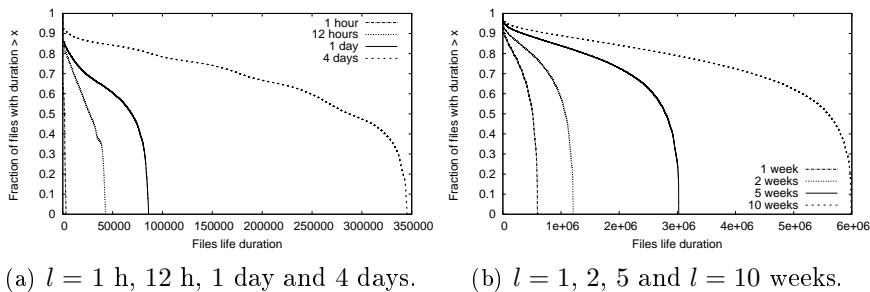 Fraction of files with duration > x
1
0.9
0.8
0.7
0.6
0.5
0.4
0.3
0.2
0.1
0
0 50000 100000 150000 200000 250000 300000 350000
Files life duration
1 hour
12 hours
1 day
4 days
(a) l = 1 h, 12 h, 1 day and 4 days.
Fraction of files with duration > x
1
0.9
0.8
0.7
0.6
0.5
0.4
0.3
0.2
0.1
0
0 1e+06 2e+06 3e+06 4e+06 5e+06 6e+06
Files life duration
1 week
2 weeks
5 weeks
10 weeks
(b) l = 1, 2, 5 and l = 10 weeks.